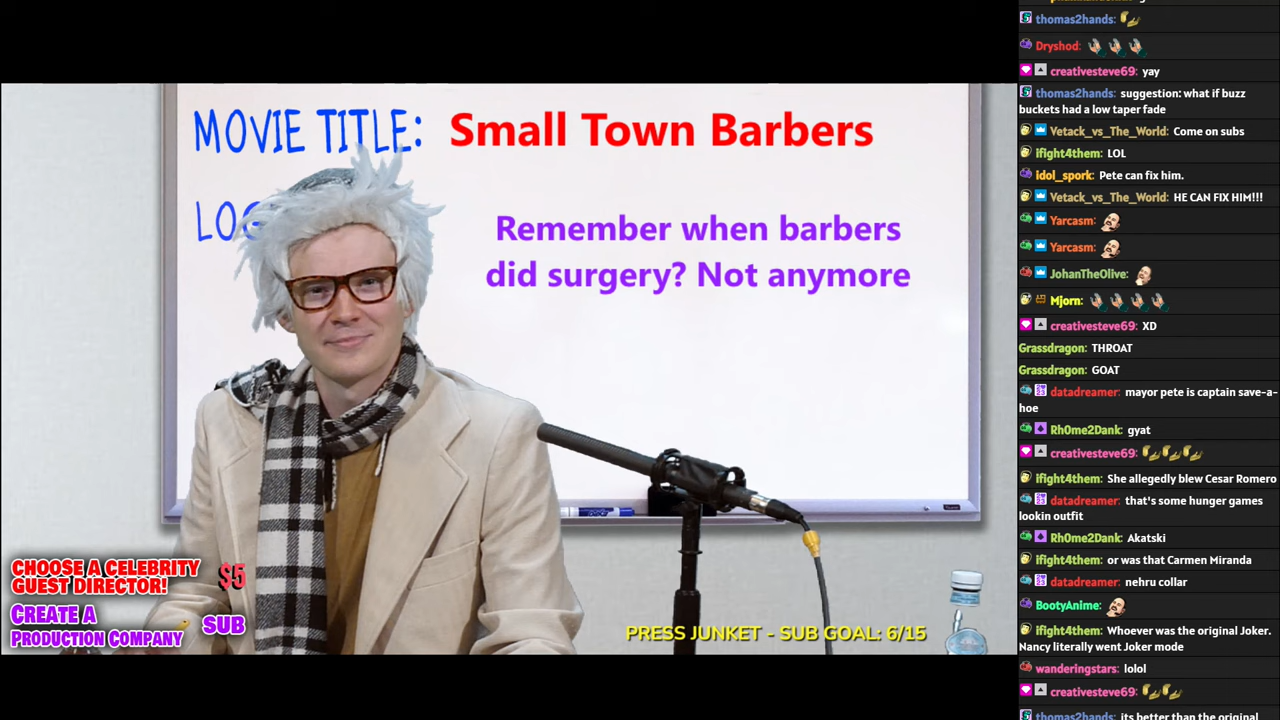 MOVIE TITLE: Small Town Barbers
LOG
Remember when barbers
did surgery? Not anymore
CHOOSE A CELEBRITY
GUEST DIRECTOR!
$5
CREATE A
PRODUCTION COMPANY
SUB
PRESS JUNKET - SUB GOAL: 6/15
thomas2hands:
Dryshod:
creativesteve69: yay
thomas2hands: suggestion: what if buzz
buckets had a low taper fade
Vetack_vs_The_World: Come on subs
ifight4them: LOL
idol_spork: Pete can fix him.
Vetack_vs_The_World: HE CAN FIX HIM!!!
Yarcasm:
Yarcasm:
JohanTheOlive:
Mjorn:
creativesteve69: XD
Grassdragon: THROAT
Grassdragon: GOAT
datadreamer: mayor pete is captain save-a-
hoe
Rh0me2Dank: gyat
creativesteve69:
ifight4them: She allegedly blew Cesar Romero
datadreamer: that's some hunger games
lookin outfit
Rh0me2Dank: Akatski
ifight4them: or was that Carmen Miranda
datadreamer: nehru collar
BootyAnime:
ifight4them: Whoever was the original Joker.
Nancy literally went Joker mode
wanderingstars: lolol
creativesteve69:
thomas2hands: its better than the original